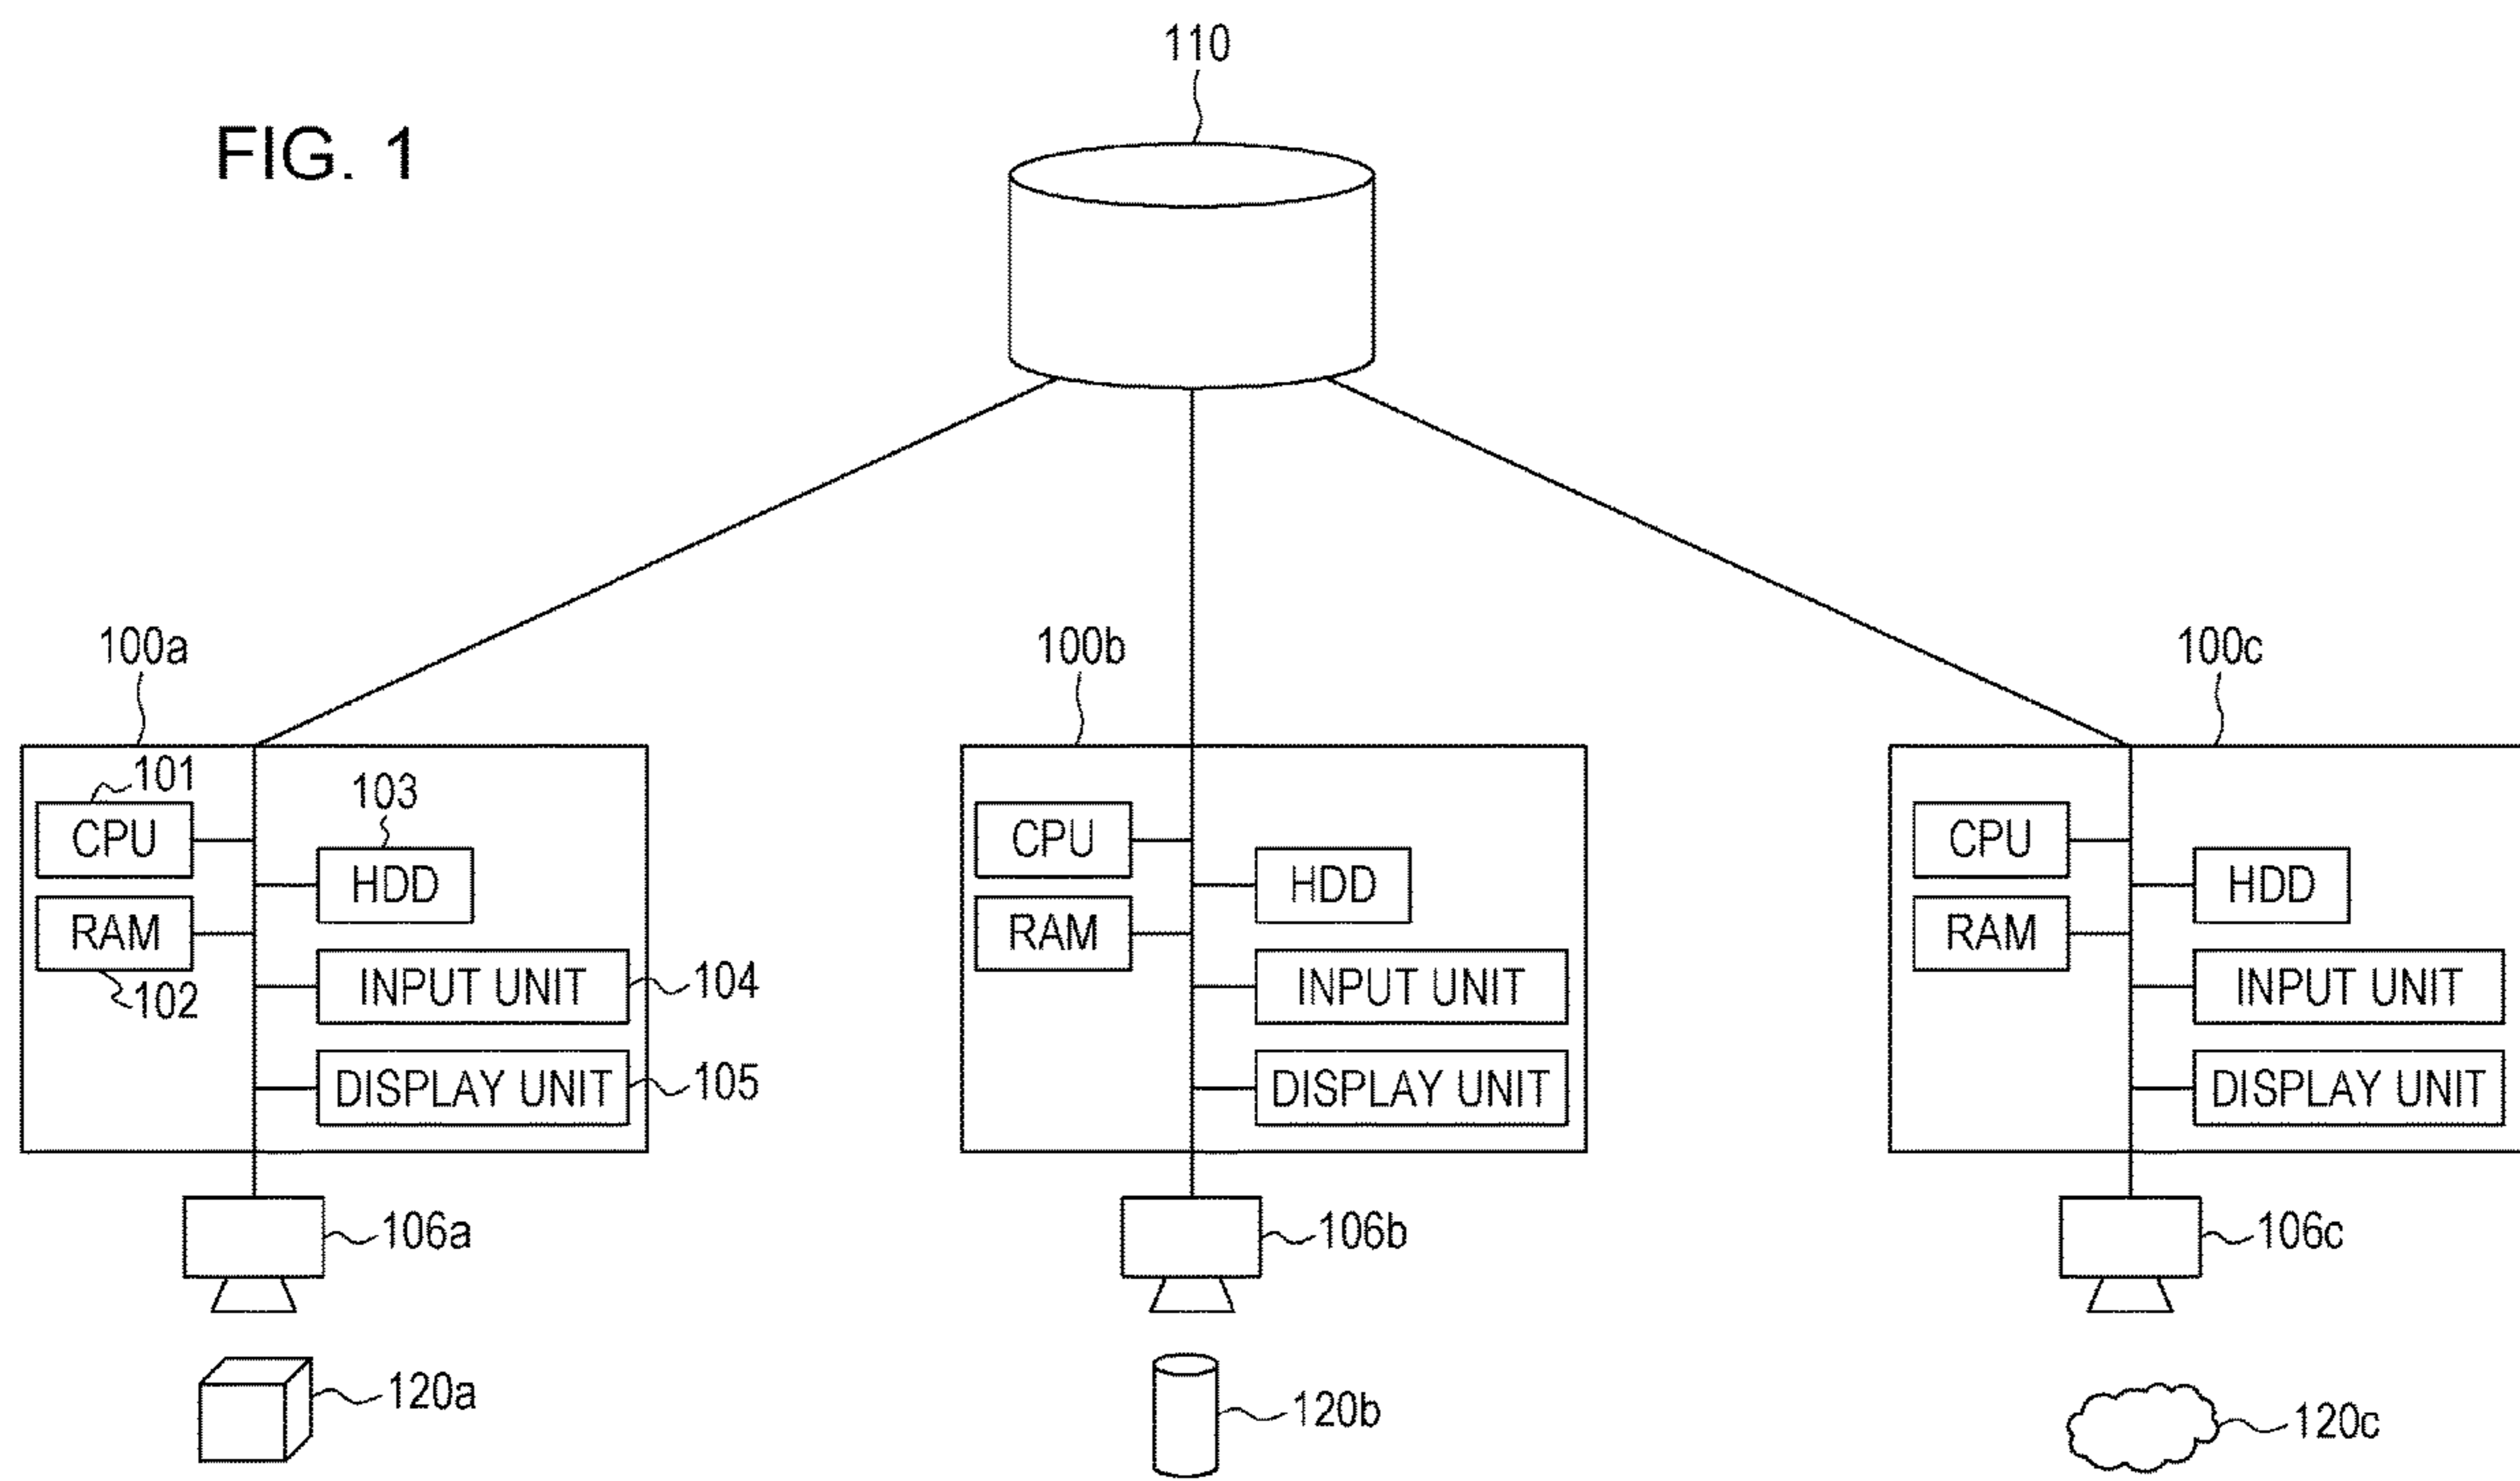 110
FIG. 1
100a
100b
100c
101
103
CPU
HDD
RAM
102
INPUT UNIT
104
DISPLAY UNIT
105
CPU
HDD
RAM
INPUT UNIT
DISPLAY UNIT
CPU
HDD
RAM
INPUT UNIT
DISPLAY UNIT
106a
106b
106c
120a
120b
120c